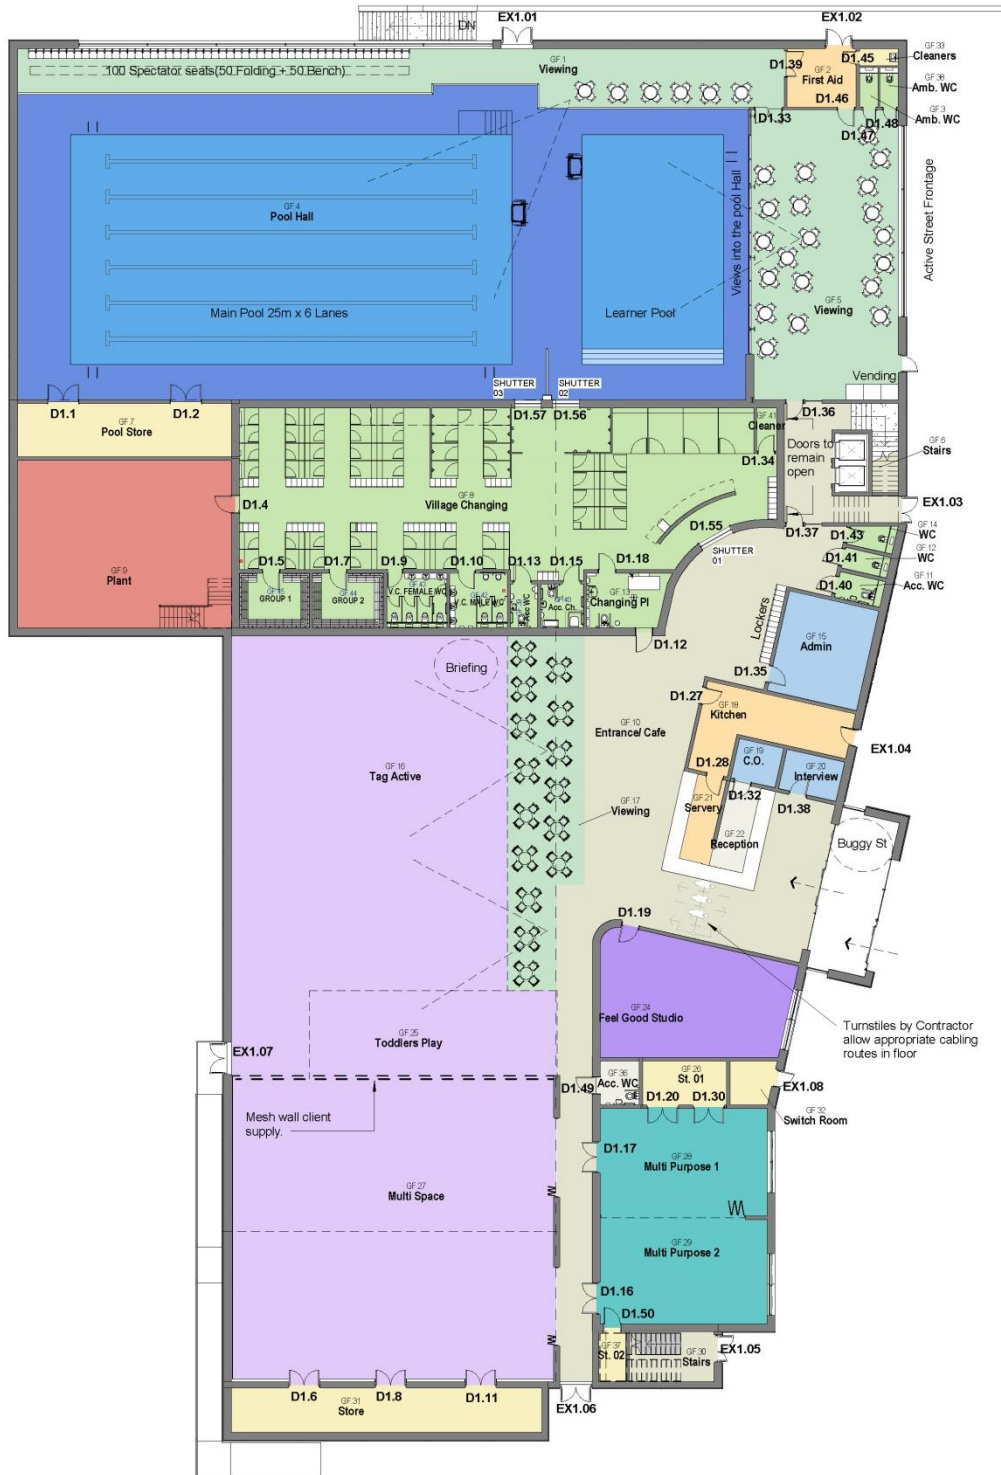 EX1.01
EX1.02
DN
GF.33
Cleaners
D1.45
GF.1
Viewing
D1.39
GF.2
First Aid
GF.38
Amb. WC
100 Spectator seats(50 Folding + 50 Bench)
D1.46
GF.3
Amb. WC
D1.33
D1.48
D1.47
GF.4
Pool Hall
Views into the pool Hall
Active Street Frontage
Main Pool 25m x 6 Lanes
Learner Pool
GF.5
Viewing
Vending
SHUTTER
03
SHUTTER
02
D1.1
D1.2
D1.57
D1.56
GF.41
Cleaner
D1.36
GF.7
Pool Store
Doors to
remain
open
GF.6
Stairs
D1.34
D1.4
GF.8
Village Changing
EX1.03
D1.55
D1.37
SHUTTER
01
GF.14
WC
D1.43
GF.12
WC
D1.41
GF.11
Acc. WC
D1.40
D1.5
D1.7
D1.9
D1.10
D1.13
D1.15
D1.18
GF.9
Plant
GROUP 1
GF.44
GROUP 2
GF.43
V.C. FEMALE WC
GF.42
V.C. MALE WC
Acc WC
GF.40
Acc. Ch.
GF.13
Changing Pl
Lockers
GF.15
Admin
D1.12
Briefing
D1.35
D1.27
GF.18
Kitchen
GF.10
Entrance/ Cafe
EX1.04
GF.16
Tag Active
D1.28
GF.19
C.O.
GF.20
Interview
GF.17
Viewing
GF.21
Servery
D1.32
D1.38
GF.22
Reception
Buggy St
D1.19
GF.24
Feel Good Studio
Turnstiles by Contractor
allow appropriate cabling
routes in floor
GF.25
Toddlers Play
EX1.07
D1.49
GF.36
Acc. WC
GF.26
St. 01
D1.20
D1.30
EX1.08
GF.32
Switch Room
Mesh wall client
supply.
D1.17
GF.28
Multi Purpose 1
GF.27
Multi Space
GF.29
Multi Purpose 2
D1.16
D1.50
GF.37
St. 02
GF.30
Stairs
EX1.05
D1.6
D1.8
D1.11
GF.31
Store
EX1.06